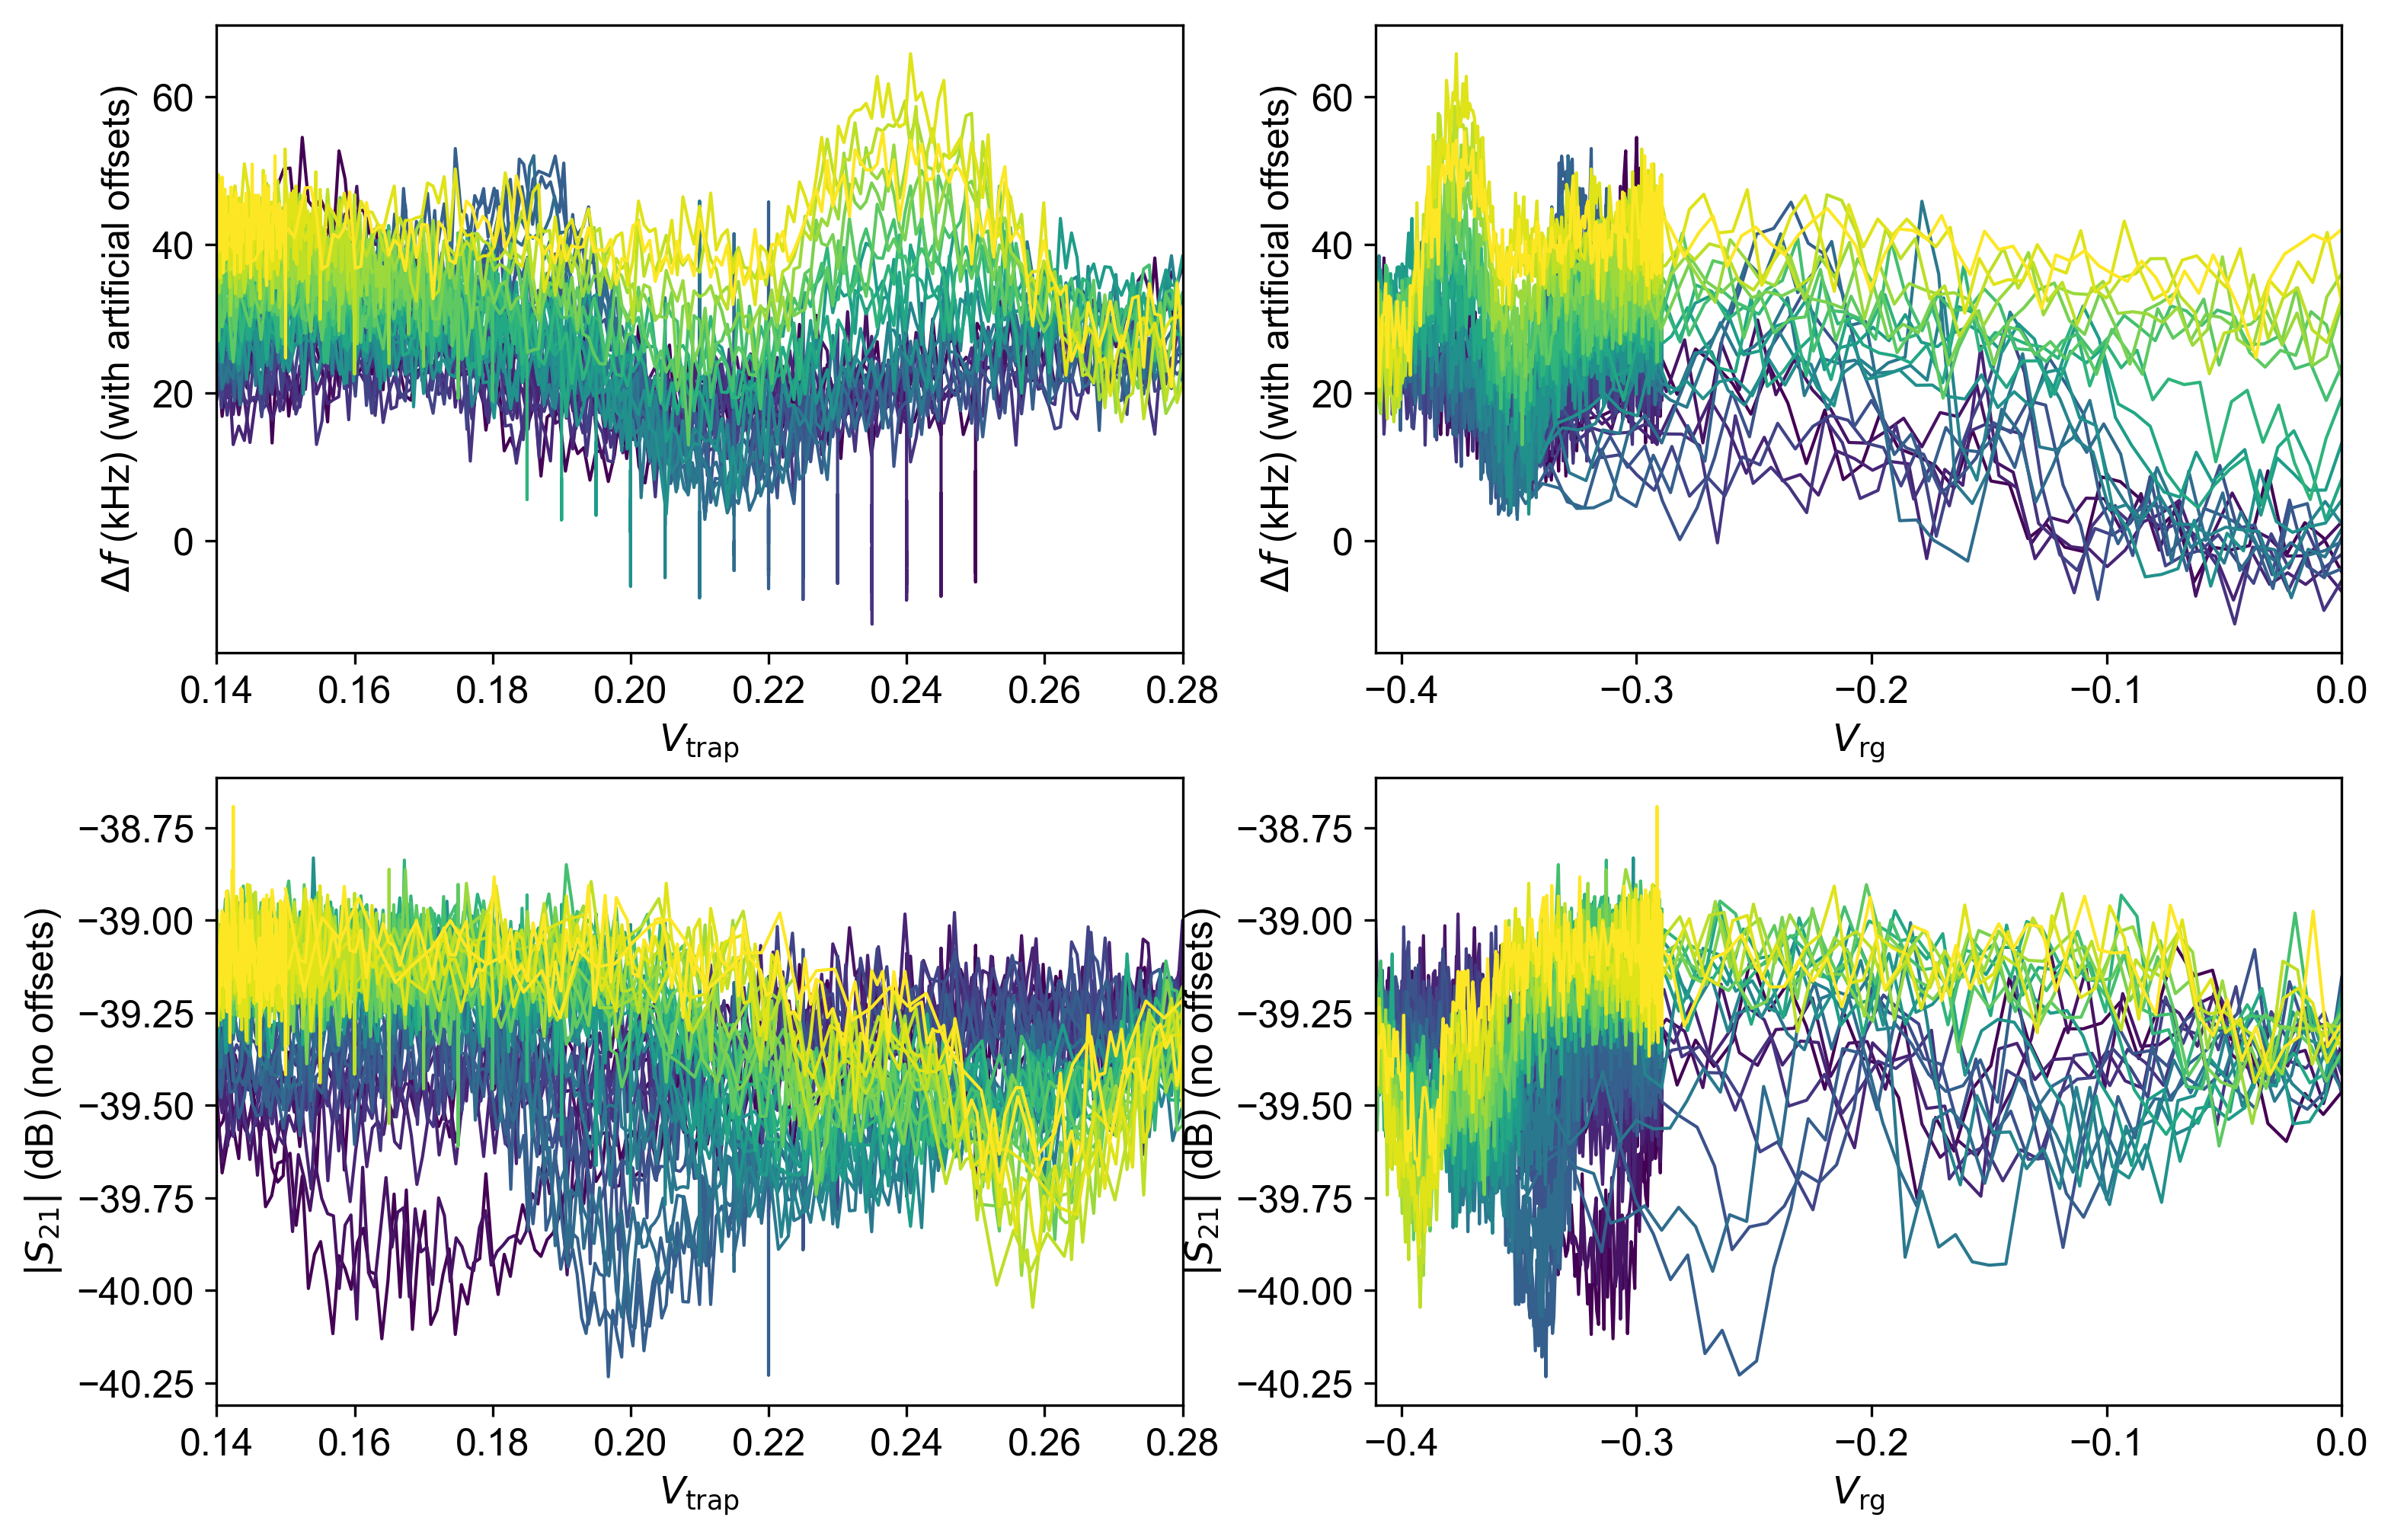 Δf (kHz) (with artificial offsets)
60
40
20
0
0.14 0.16 0.18 0.20 0.22 0.24 0.26 0.28
V_trap
Δf (kHz) (with artificial offsets)
60
40
20
0
−0.4 −0.3 −0.2 −0.1 0.0
V_rg
|S_21| (dB) (no offsets)
−38.75
−39.00
−39.25
−39.50
−39.75
−40.00
−40.25
0.14 0.16 0.18 0.20 0.22 0.24 0.26 0.28
V_trap
|S_21| (dB) (no offsets)
−38.75
−39.00
−39.25
−39.50
−39.75
−40.00
−40.25
−0.4 −0.3 −0.2 −0.1 0.0
V_rg